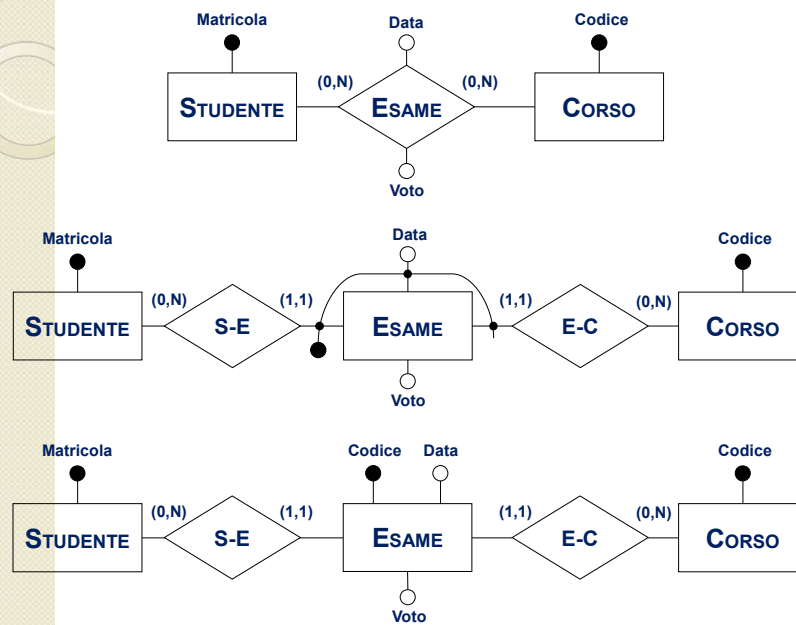 Matricola Data Codice
(0,N) (0,N)
STUDENTE ESAME CORSO
Voto
Matricola Data Codice
(0,N) (1,1) (1,1) (0,N)
STUDENTE S-E ESAME E-C CORSO
Voto
Matricola Codice Data Codice
(0,N) (1,1) (1,1) (0,N)
STUDENTE S-E ESAME E-C CORSO
Voto